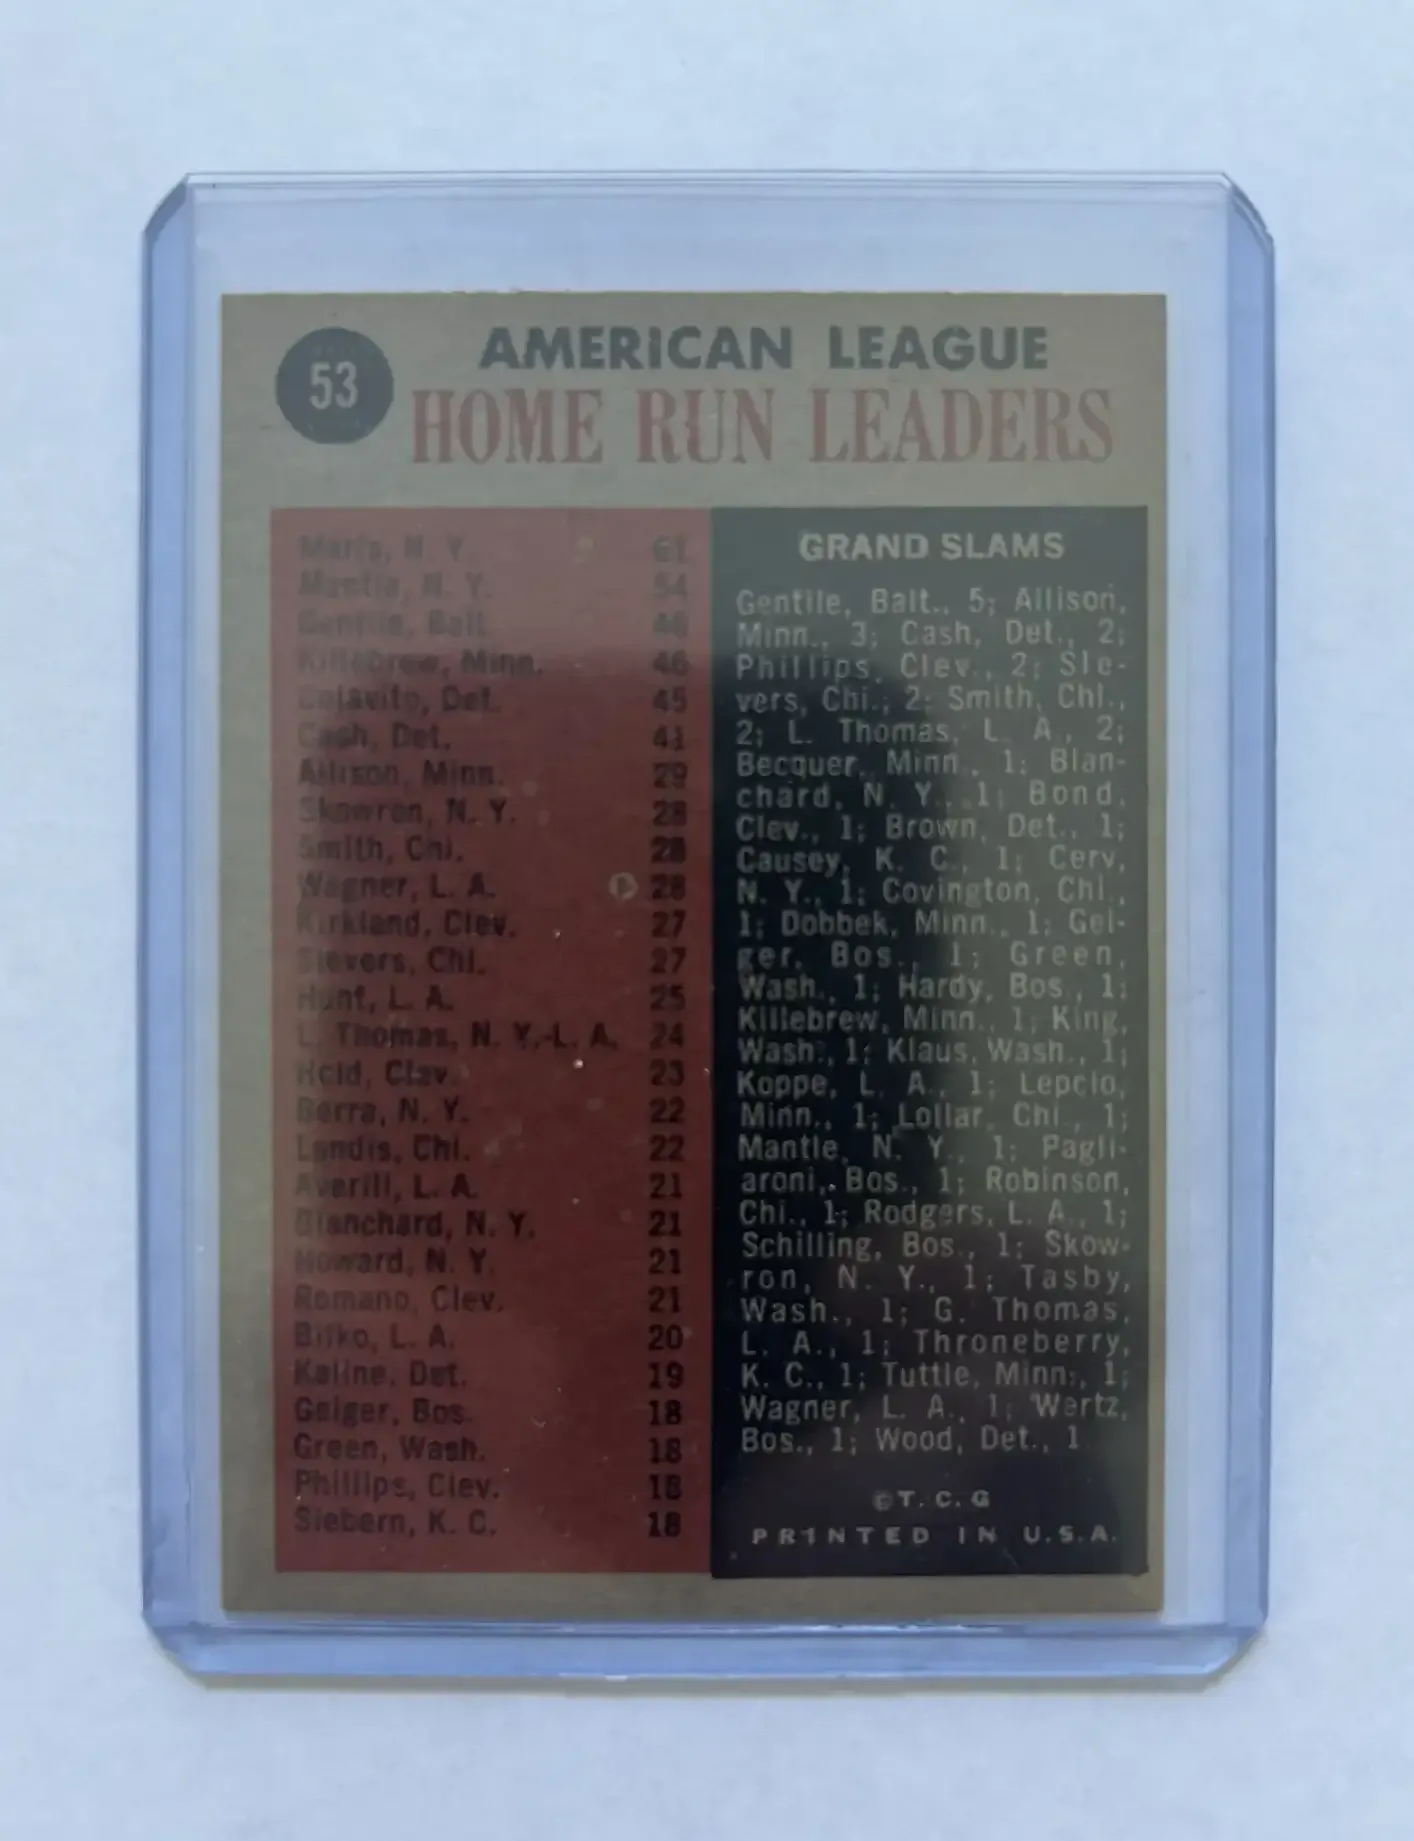 53
AMERICAN LEAGUE
HOME RUN LEADERS
Maris, N. Y. 61
Mantle, N. Y. 54
Gentile, Balt. 46
Killebrew, Minn. 46
Colavito, Det. 45
Cash, Det. 41
Allison, Minn. 29
Skowron, N. Y. 28
Smith, Chi. 28
Wagner, L. A. 28
Kirkland, Clev. 27
Sievers, Chi. 27
Hunt, L. A. 25
L. Thomas, N. Y.-L. A. 24
Held, Clev. 23
Berra, N. Y. 22
Landis, Chi. 22
Averill, L. A. 21
Blanchard, N. Y. 21
Howard, N. Y. 21
Romano, Clev. 21
Bilko, L. A. 20
Kaline, Det. 19
Geiger, Bos. 18
Green, Wash. 18
Phillips, Clev. 18
Siebern, K. C. 18
GRAND SLAMS
Gentile, Balt., 5; Allison,
Minn., 3; Cash, Det., 2;
Phillips, Clev., 2; Sie-
vers, Chi., 2; Smith, Chi.,
2; L. Thomas, L. A., 2;
Becquer, Minn., 1; Blan-
chard, N. Y., 1; Bond,
Clev., 1; Brown, Det., 1;
Causey, K. C., 1; Cerv,
N. Y., 1; Covington, Chi.,
1; Dobbek, Minn., 1; Gei-
ger, Bos., 1; Green,
Wash., 1; Hardy, Bos., 1;
Killebrew, Minn., 1; King,
Wash., 1; Klaus, Wash., 1;
Koppe, L. A., 1; Lepcio,
Minn., 1; Lollar, Chi., 1;
Mantle, N. Y., 1; Pagli-
aroni, Bos., 1; Robinson,
Chi., 1; Rodgers, L. A., 1;
Schilling, Bos., 1; Skow-
ron, N. Y., 1; Tasby,
Wash., 1; G. Thomas,
L. A., 1; Throneberry,
K. C., 1; Tuttle, Minn., 1;
Wagner, L. A., 1; Wertz,
Bos., 1; Wood, Det., 1
© T. C. G
PRINTED IN U.S.A.